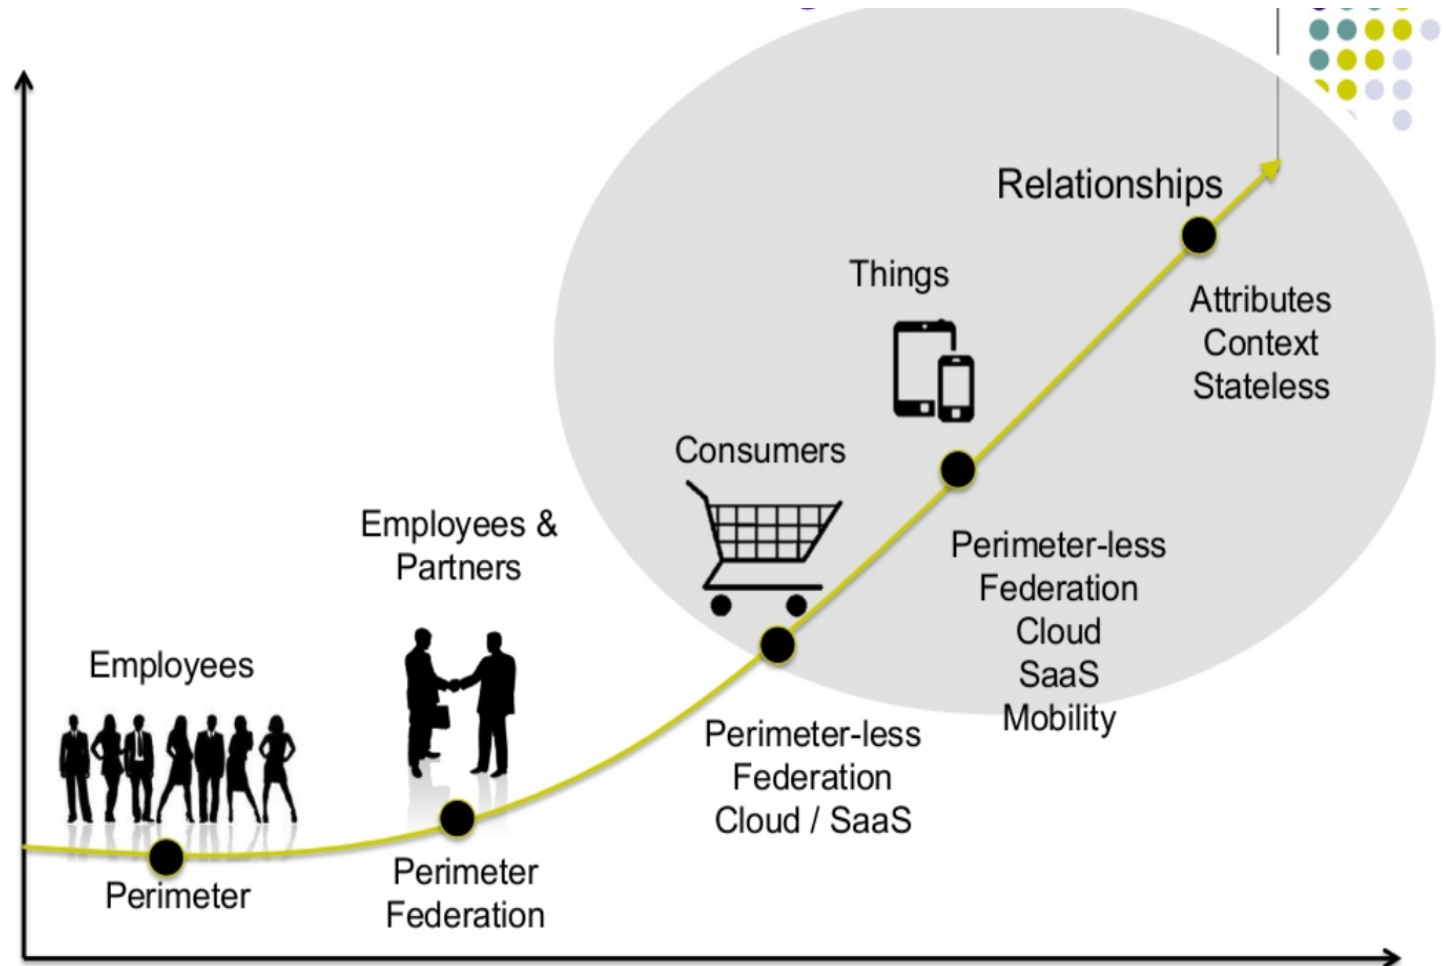 Employees
Perimeter
Employees &
Partners
Perimeter
Federation
Consumers
Perimeter-less
Federation
Cloud / SaaS
Things
Perimeter-less
Federation
Cloud
SaaS
Mobility
Relationships
Attributes
Context
Stateless